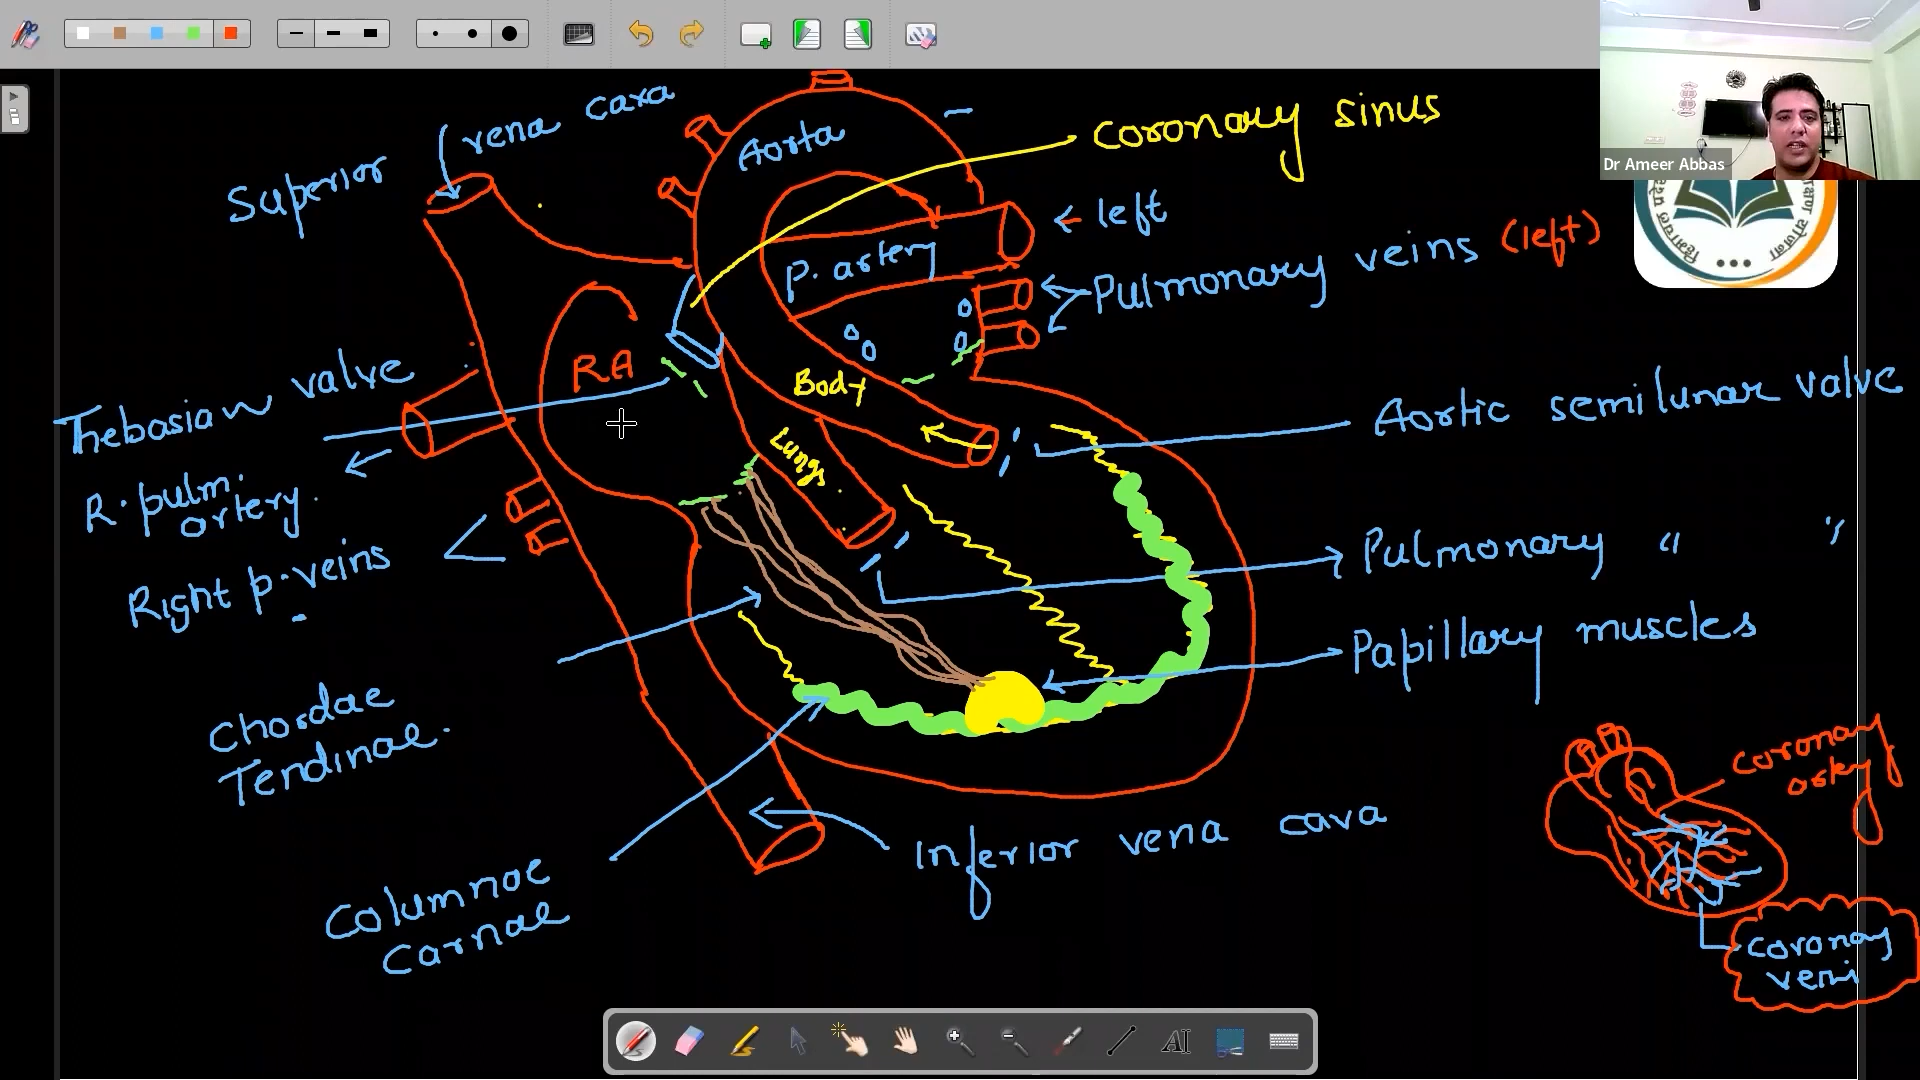 Dr Ameer Abbas
vena cava
Superior
Aorta
coronary sinus
← left
P. artery
Pulmonary veins (left)
RA
Body
Thebasian valve
Aortic semilunar valve
Lungs
R. pulm.
artery.
Right p. veins
Pulmonary " "
Papillary muscles
Chordae
Tendinae.
coronary
artery
Inferior vena cava
Columnae
Carnae
coronary
vein
AI